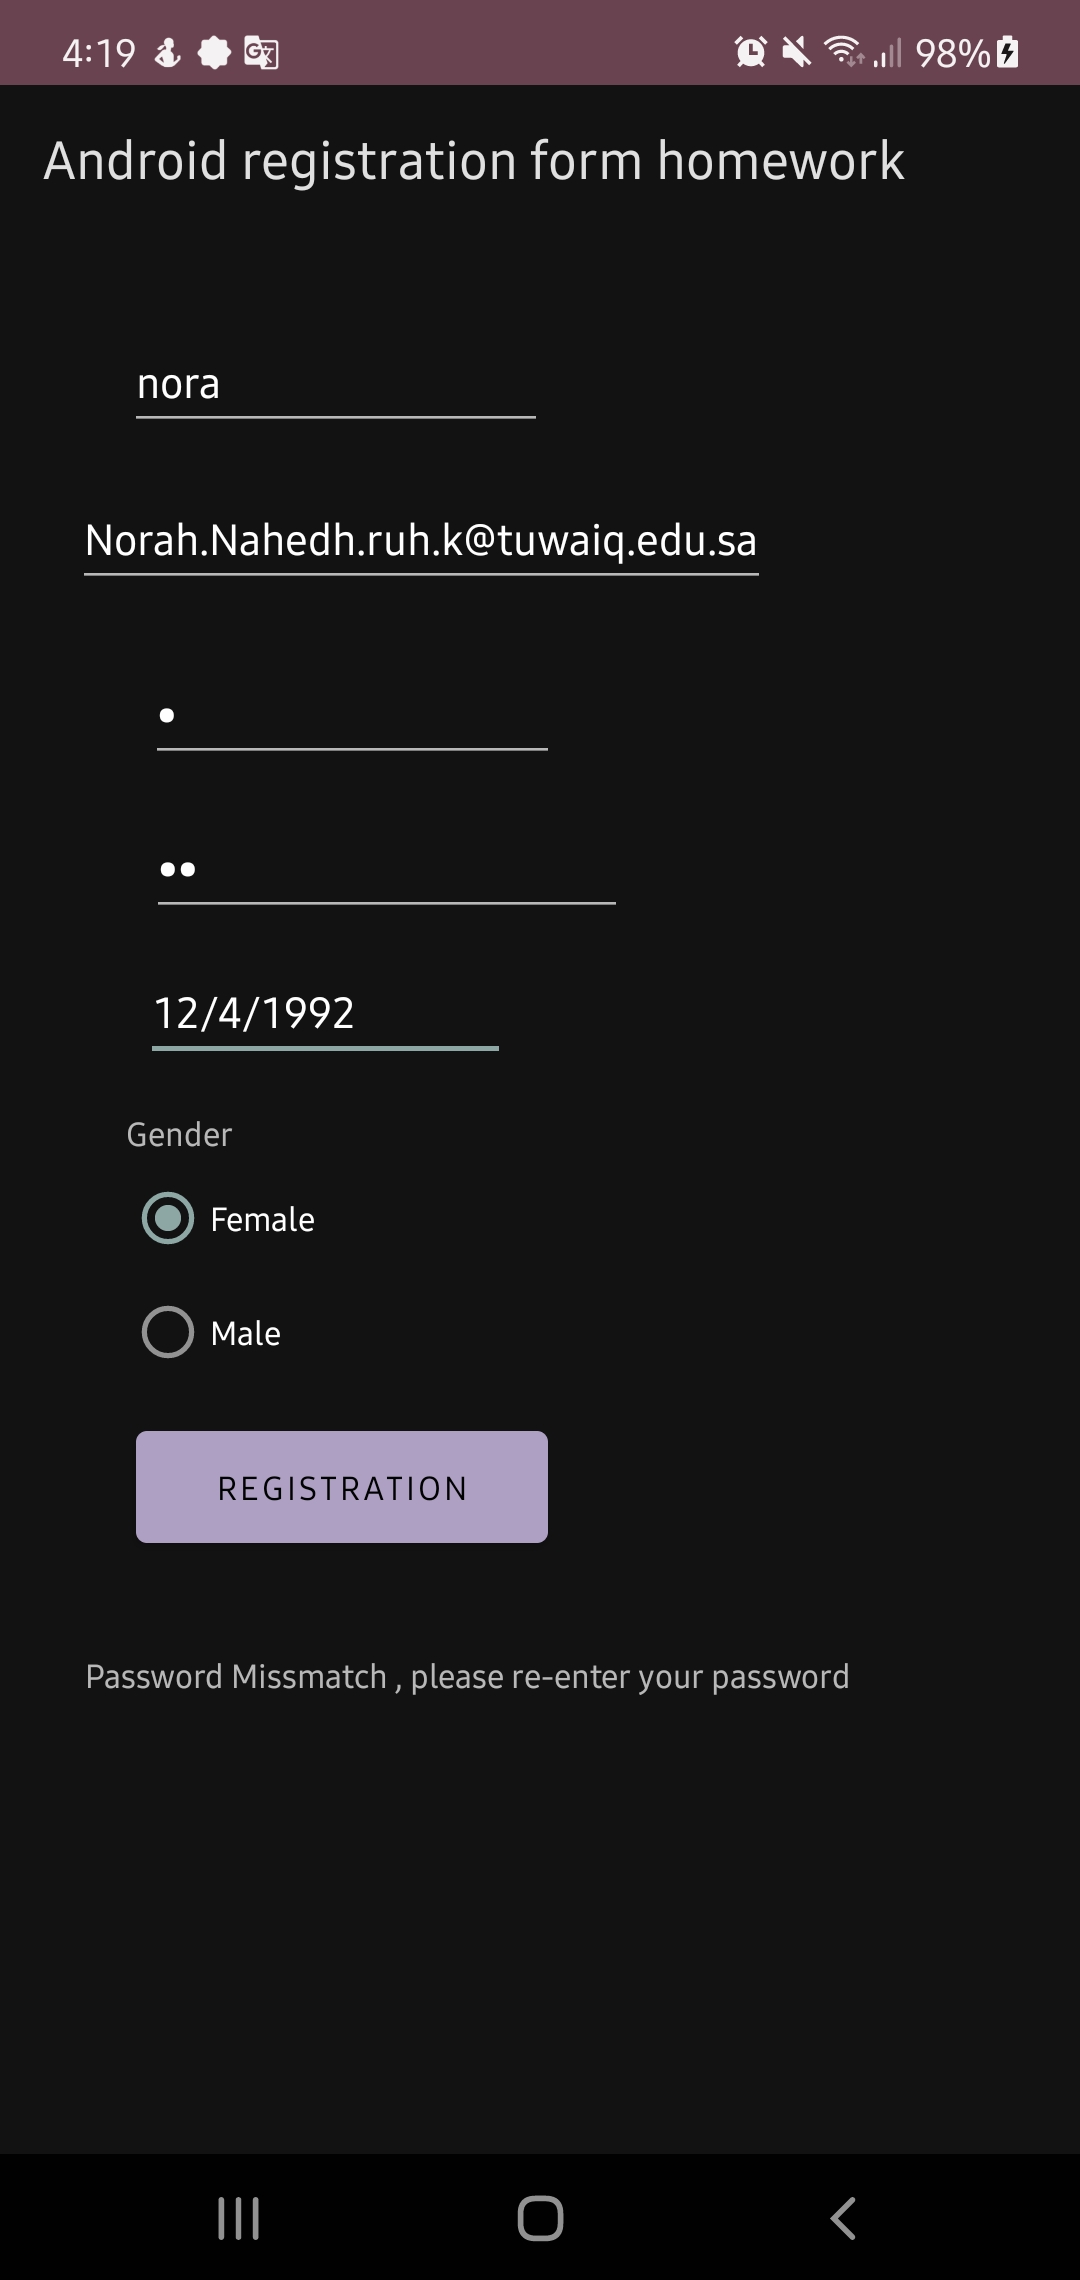 4:19 98%
Android registration form homework
nora
Norah.Nahedh.ruh.k@tuwaiq.edu.sa
•
••
12/4/1992
Gender
Female
Male
REGISTRATION
Password Missmatch , please re-enter your password